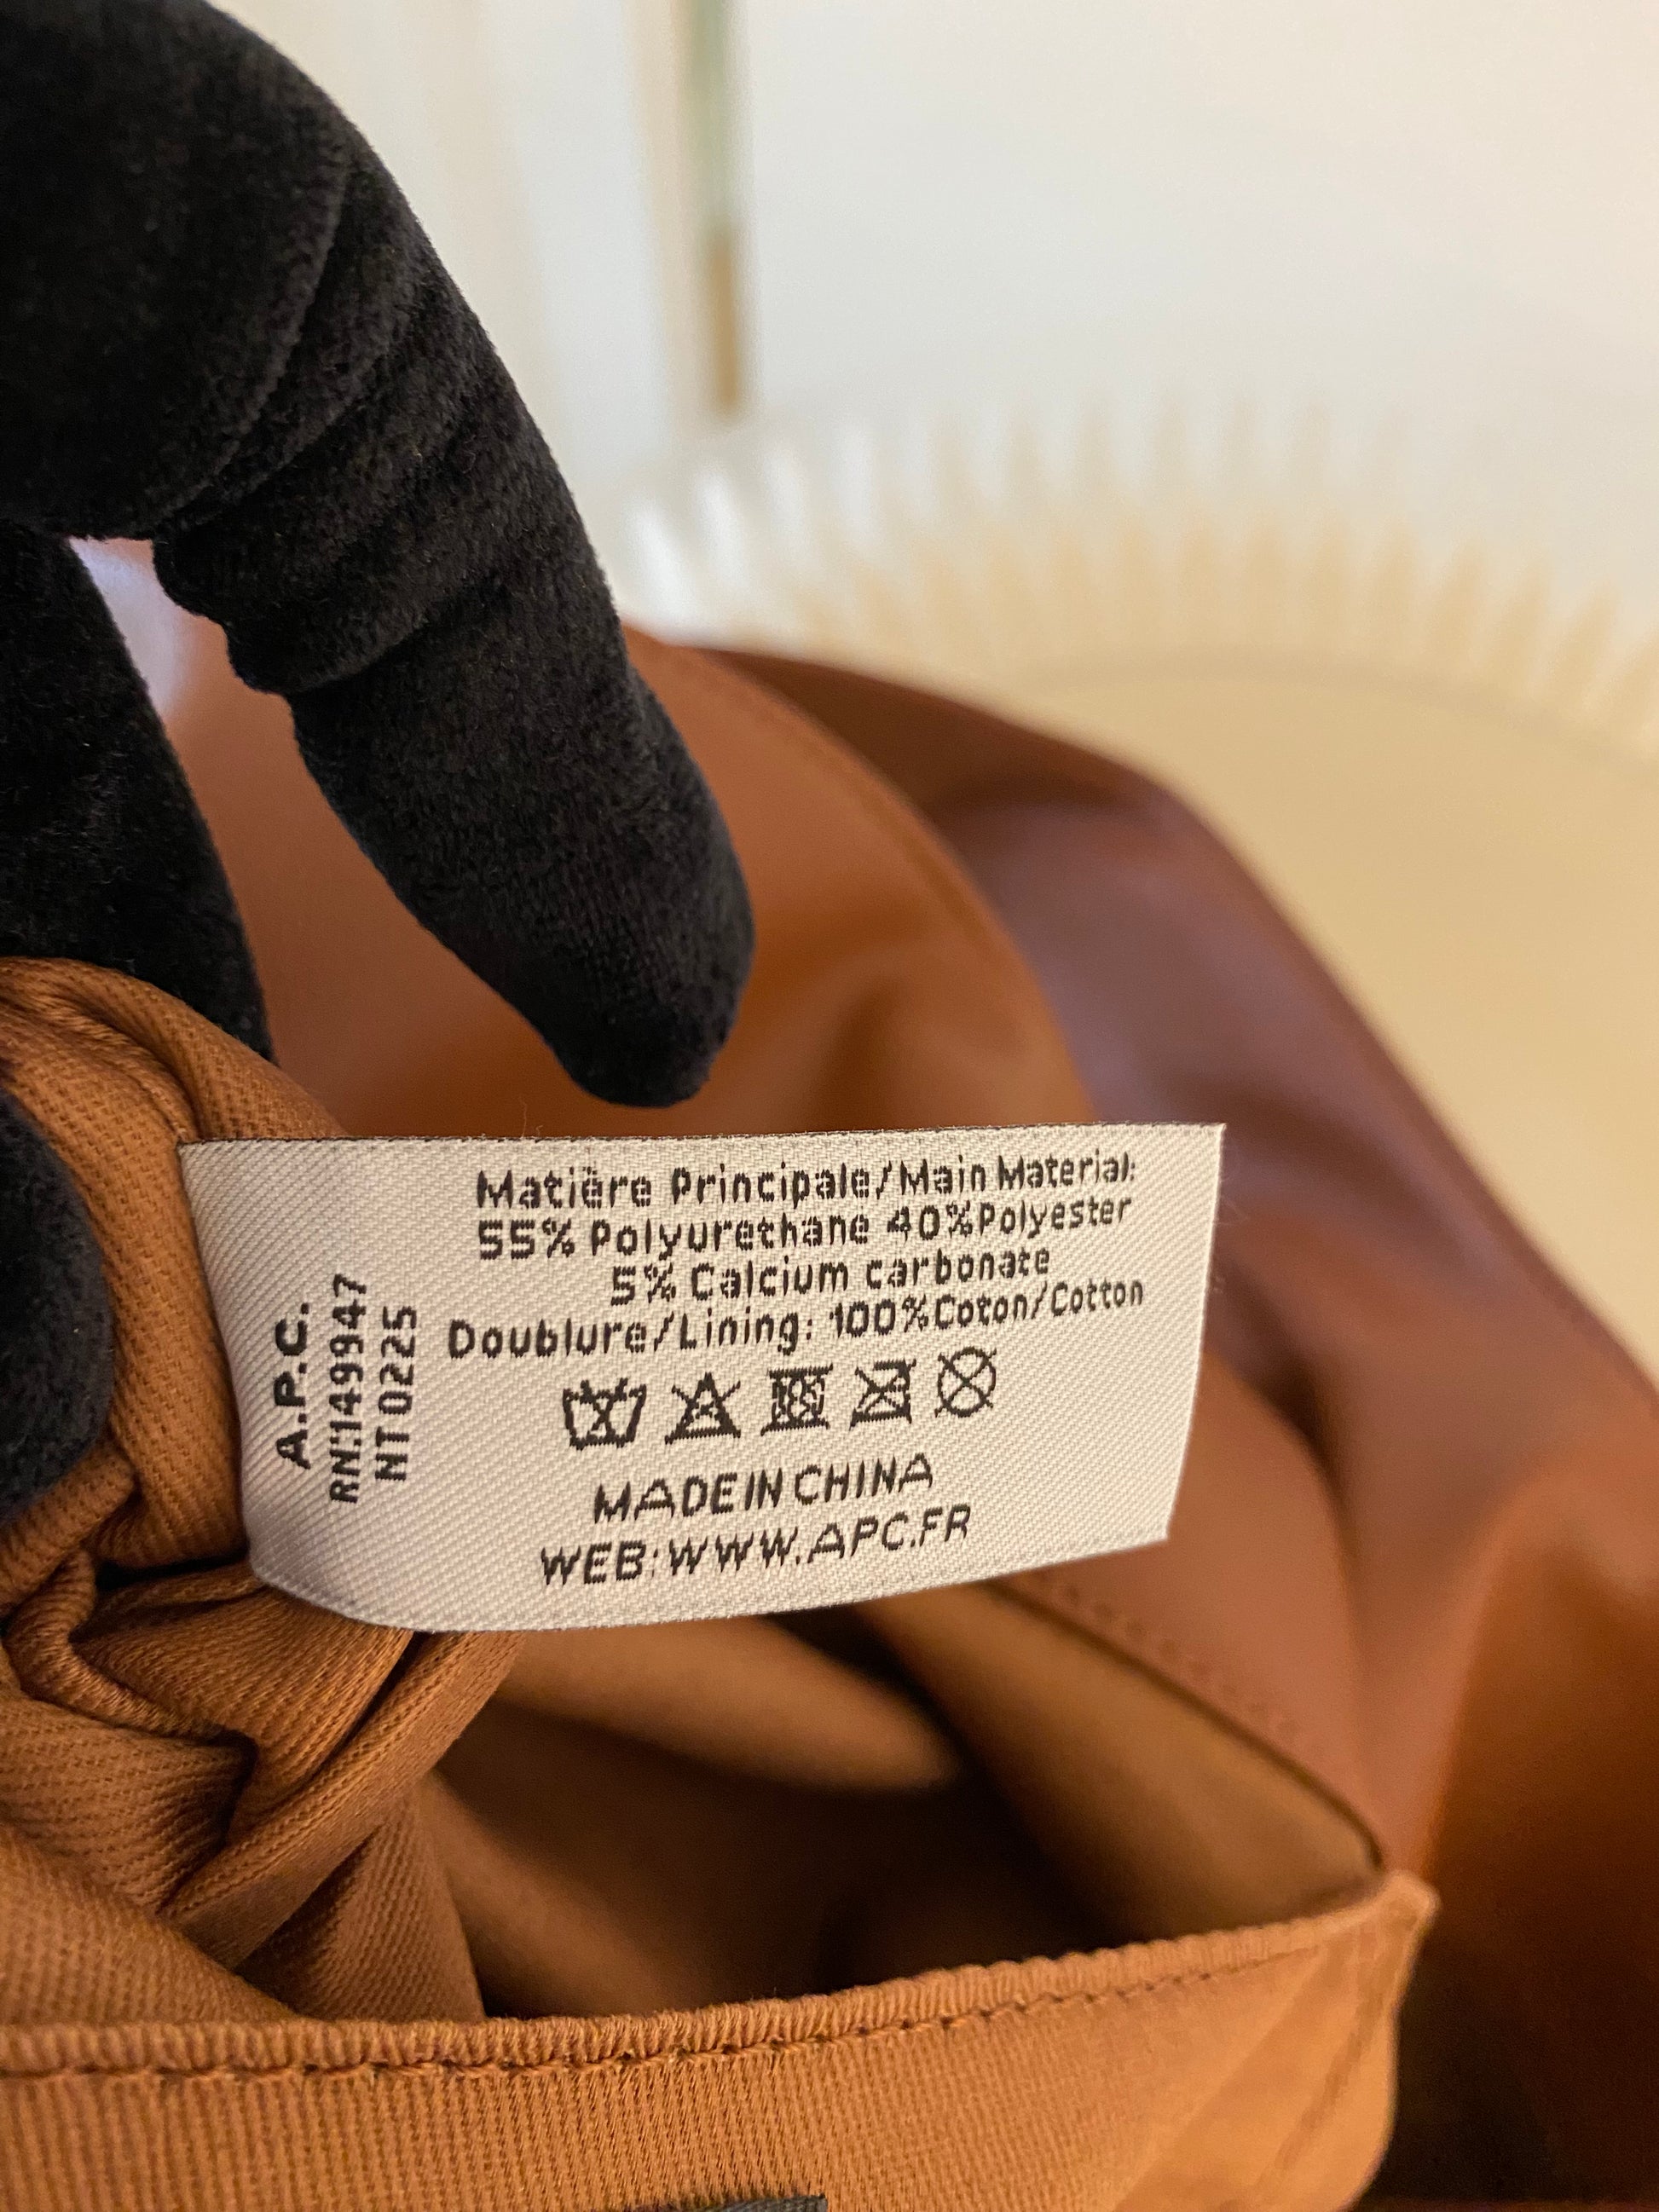 A.P.C.
RN:149947
NT 0225
Matière Principale/Main Material:
55% Polyurethane 40%Polyester
5% Calcium carbonate
Doublure/Lining: 100%Coton/Cotton
MADE IN CHINA
WEB:WWW.APC.FR